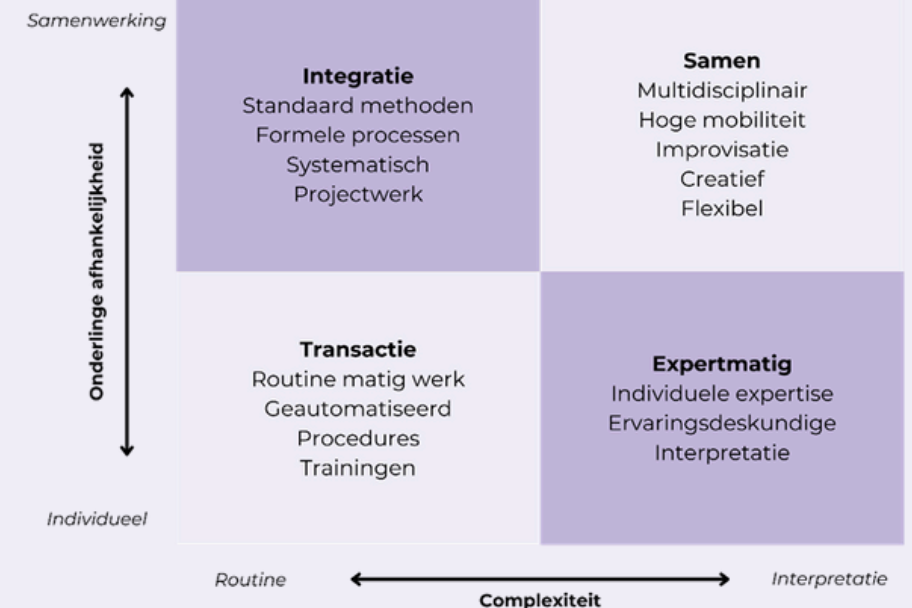 Samenwerking
Integratie
Standaard methoden
Formele processen
Systematisch
Projectwerk
Samen
Multidisciplinair
Hoge mobiliteit
Improvisatie
Creatief
Flexibel
Onderlinge afhankelijkheid
Transactie
Routine matig werk
Geautomatiseerd
Procedures
Trainingen
Expertmatig
Individuele expertise
Ervaringsdeskundige
Interpretatie
Individueel
Routine
Interpretatie
Complexiteit